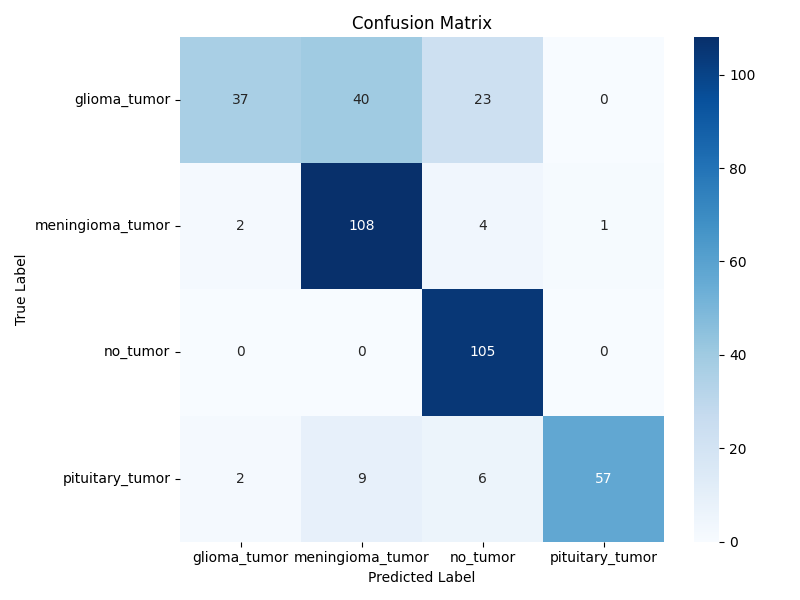 Confusion Matrix
True Label
glioma_tumor 37 40 23 0
meningioma_tumor 2 108 4 1
no_tumor 0 0 105 0
pituitary_tumor 2 9 6 57
glioma_tumor meningioma_tumor no_tumor pituitary_tumor
Predicted Label
100
80
60
40
20
0